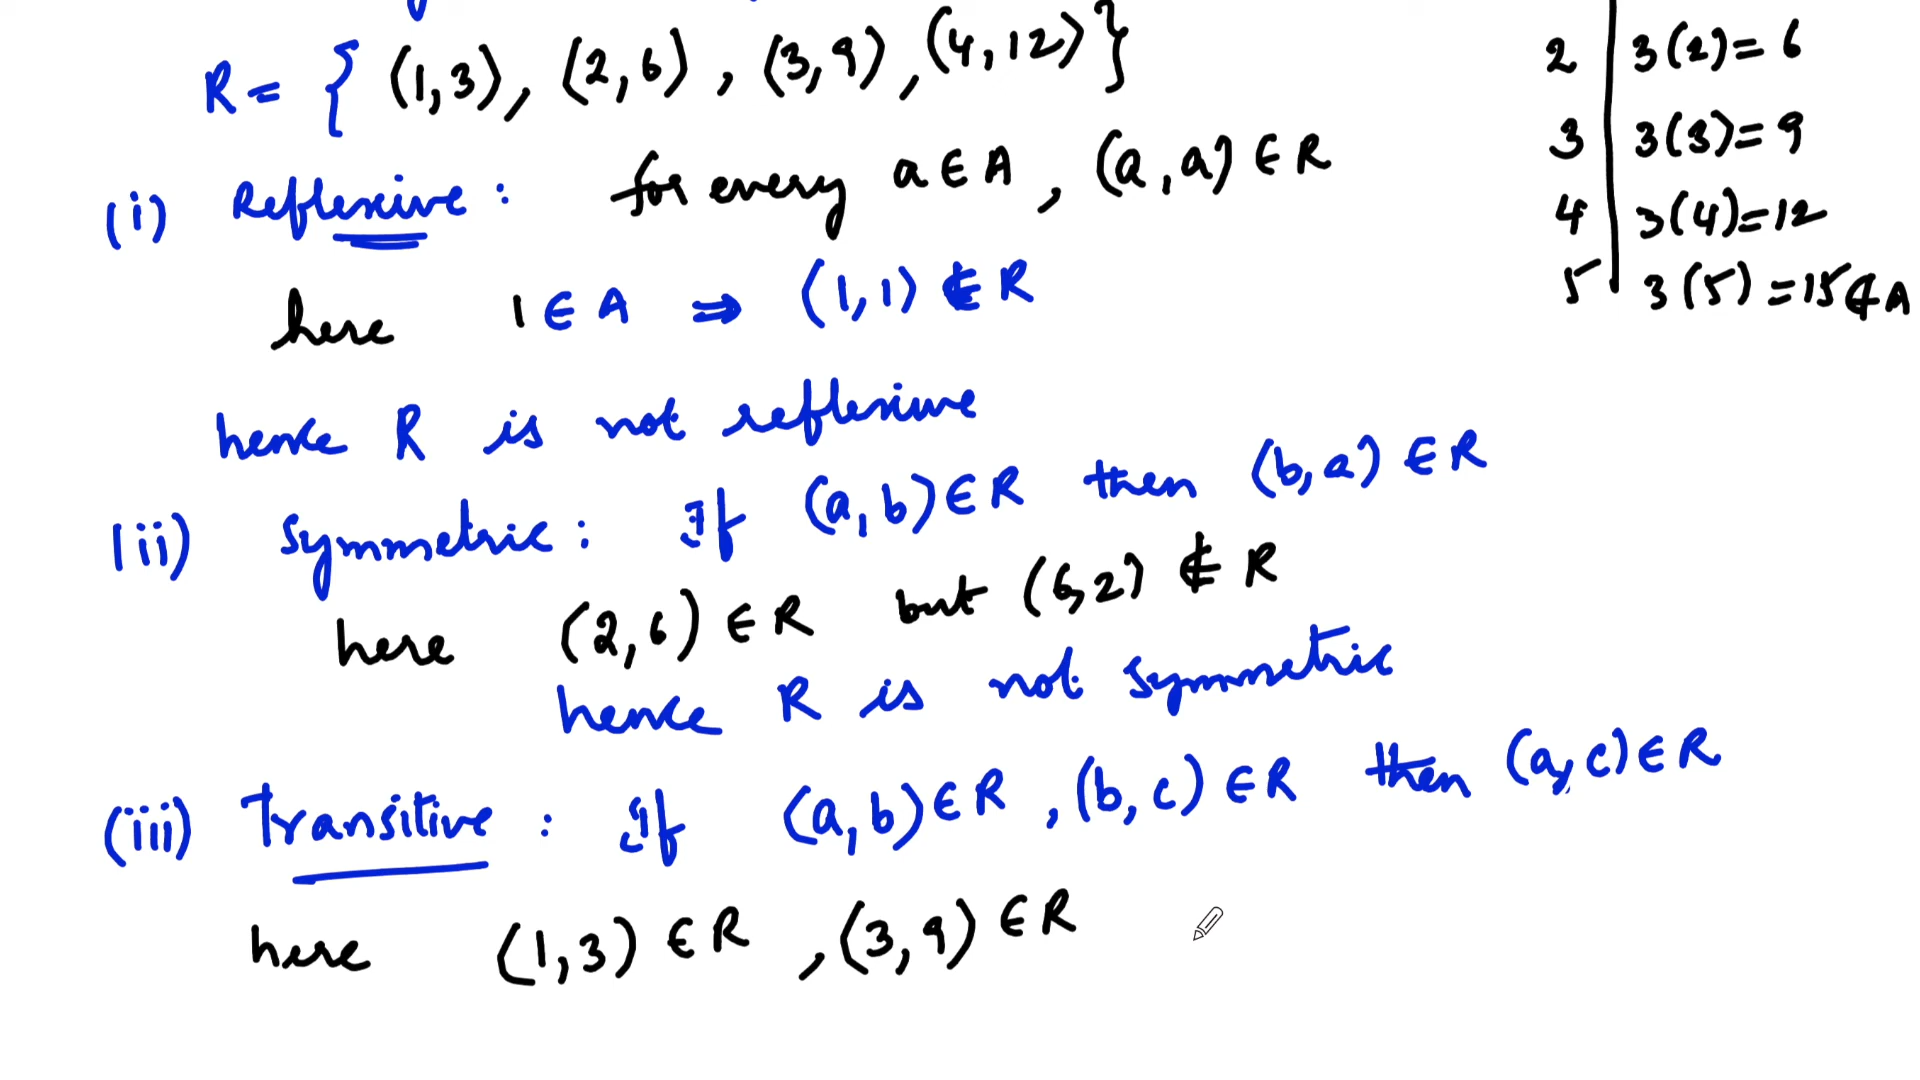 R = { (1,3), (2,6), (3,9), (4,12) }
2 | 3(2) = 6
3 | 3(3) = 9
4 | 3(4) = 12
5 | 3(5) = 15 ∉ A
(i) Reflexive : for every a ∈ A , (a,a) ∈ R
here 1 ∈ A ⇒ (1,1) ∉ R
hence R is not reflexive
(ii) Symmetric : If (a,b) ∈ R then (b,a) ∈ R
here (2,6) ∈ R but (6,2) ∉ R
hence R is not symmetric
(iii) Transitive : If (a,b) ∈ R , (b,c) ∈ R then (a,c) ∈ R
here (1,3) ∈ R , (3,9) ∈ R